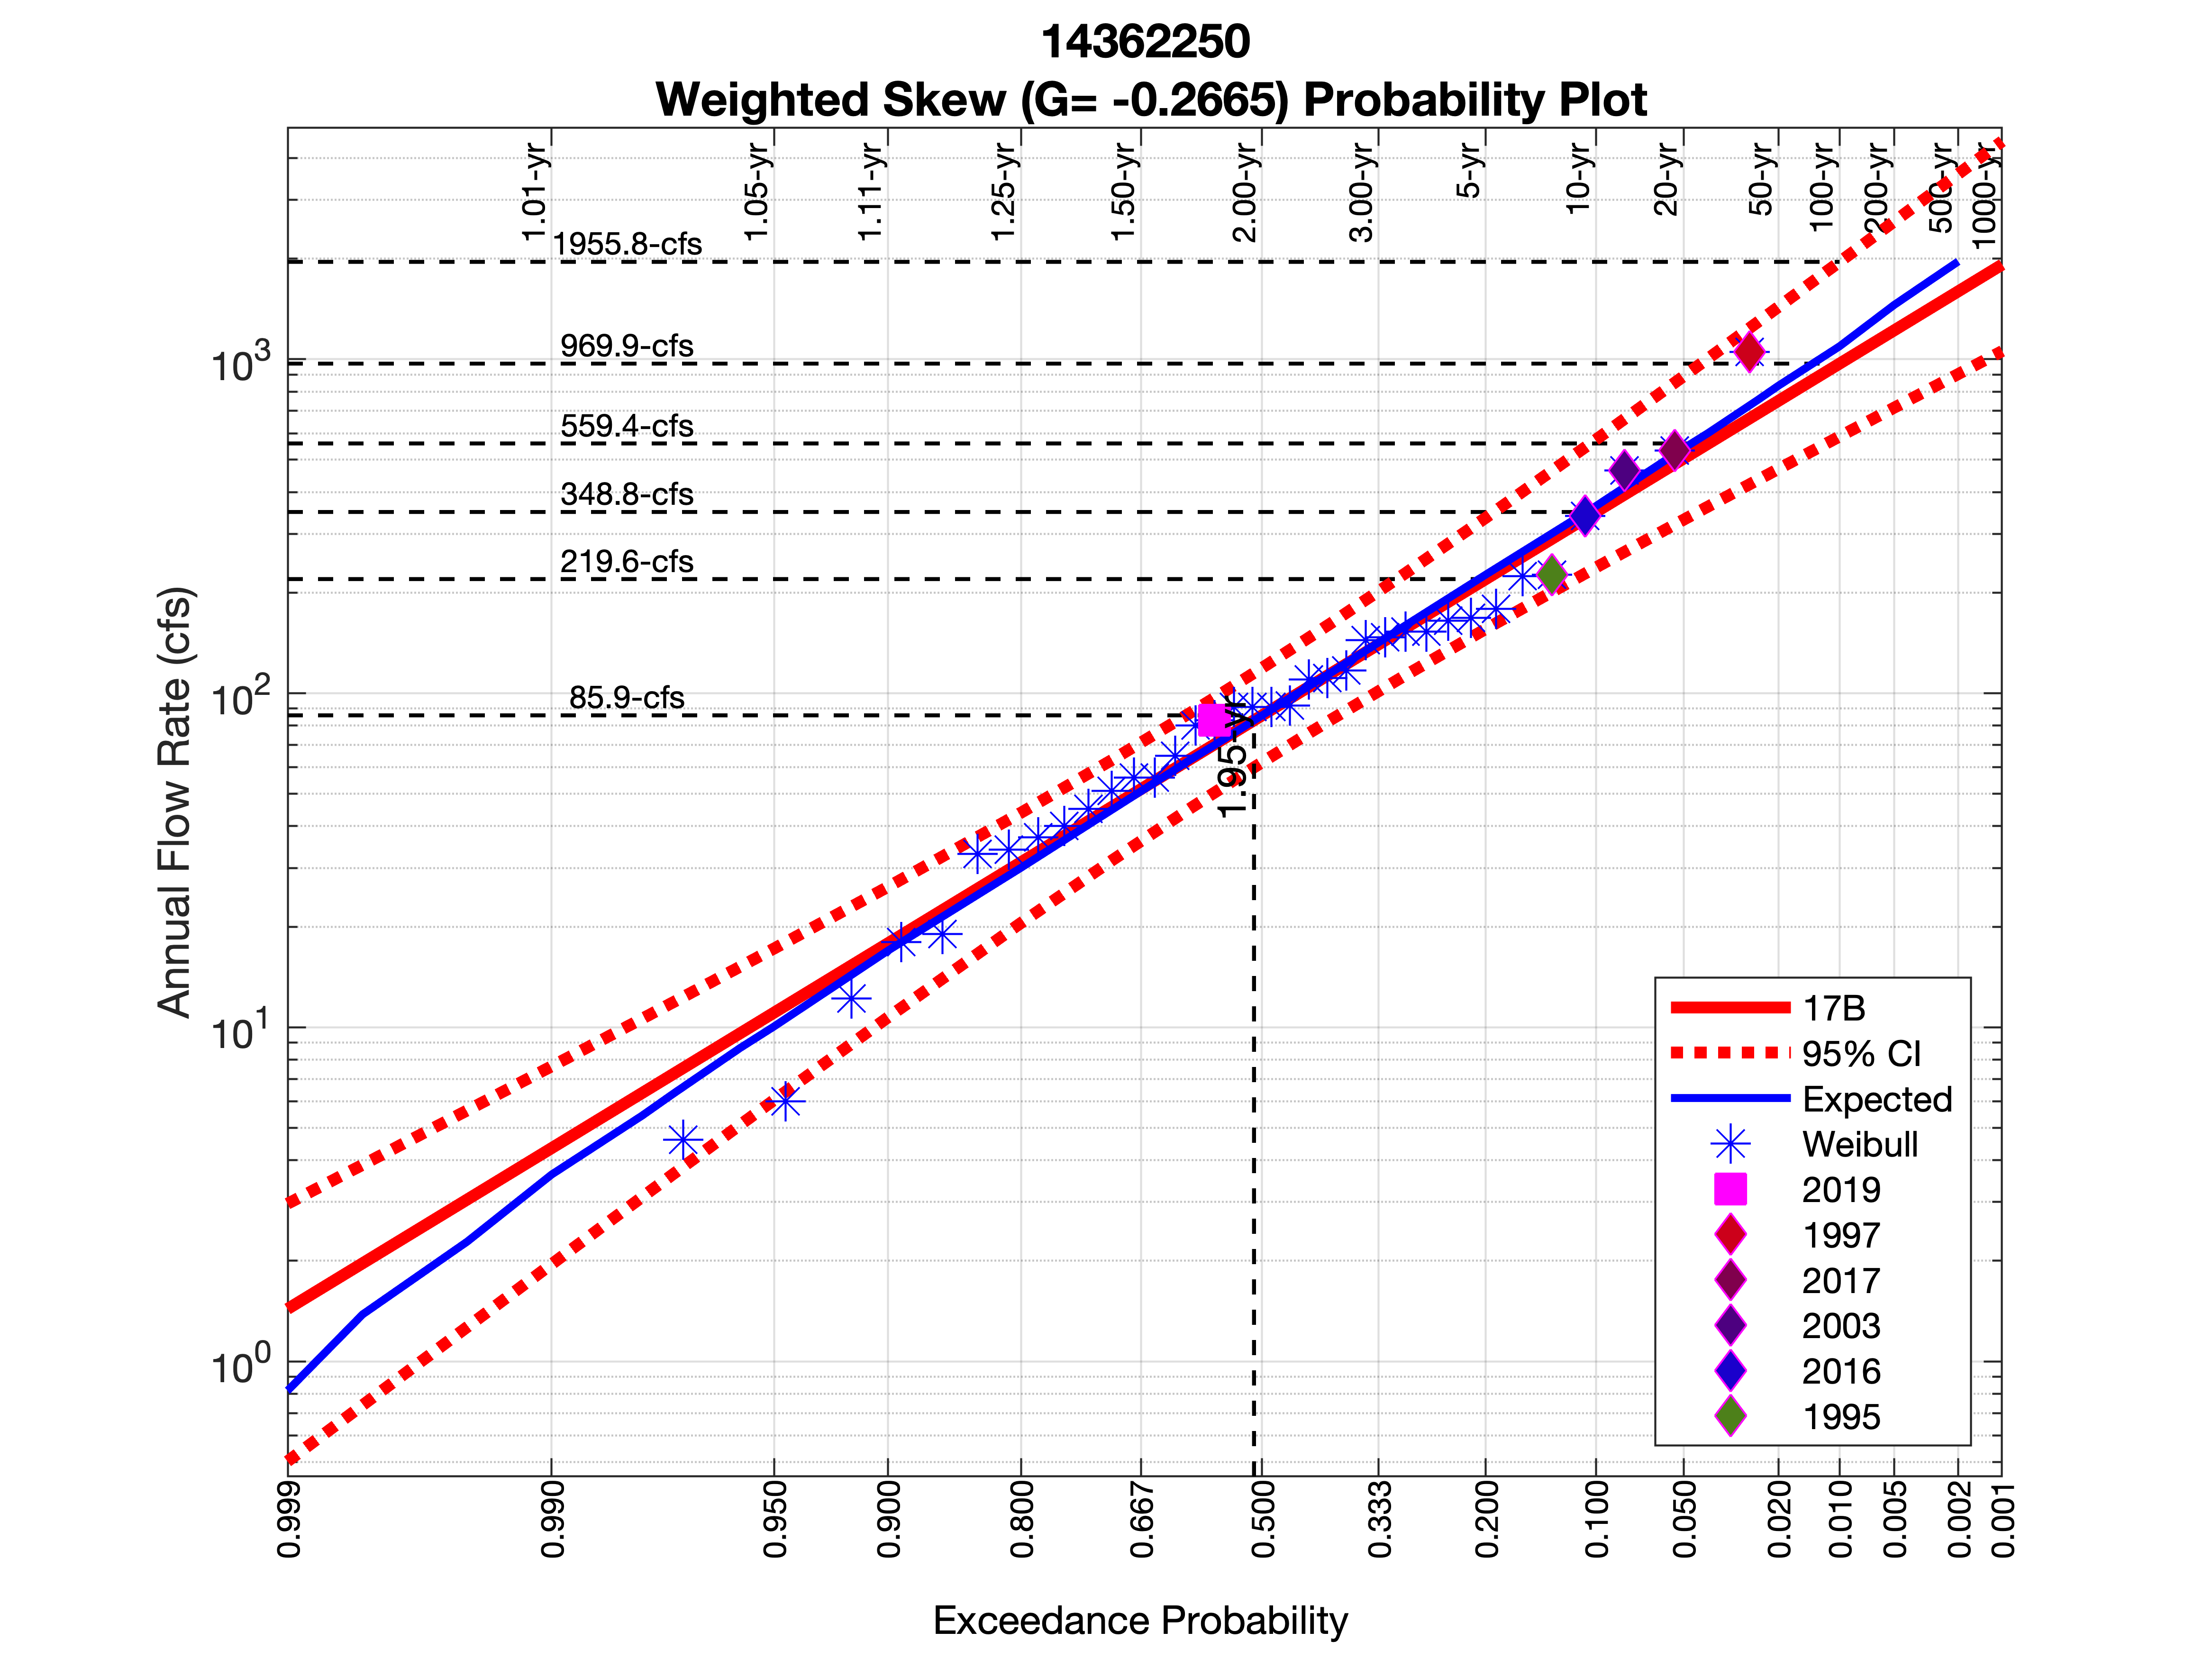 14362250
Weighted Skew (G= -0.2665) Probability Plot
1.01-yr
1.05-yr
1.11-yr
1.25-yr
1.50-yr
2.00-yr
3.00-yr
5-yr
10-yr
20-yr
50-yr
100-yr
200-yr
500-yr
1000-yr
1955.8-cfs
969.9-cfs
559.4-cfs
348.8-cfs
219.6-cfs
85.9-cfs
1.95-yr
Annual Flow Rate (cfs)
10³
10²
10¹
10⁰
17B
95% CI
Expected
Weibull
2019
1997
2017
2003
2016
1995
0.999
0.990
0.950
0.900
0.800
0.667
0.500
0.333
0.200
0.100
0.050
0.020
0.010
0.005
0.002
0.001
Exceedance Probability